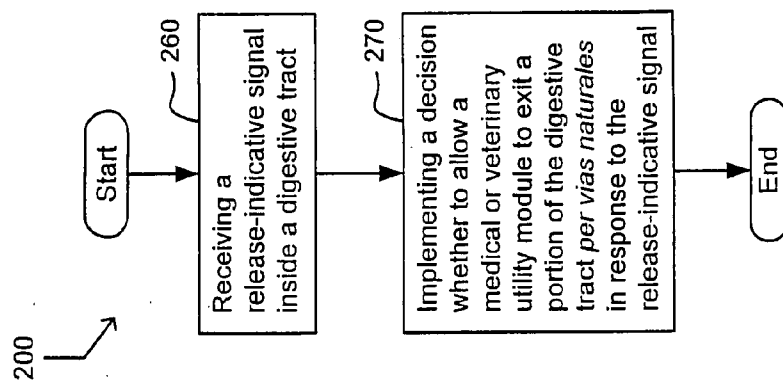 200
Start
260
Receiving a
release-indicative signal
inside a digestive tract
270
Implementing a decision
whether to allow a
medical or veterinary
utility module to exit a
portion of the digestive
tract per vias naturales
in response to the
release-indicative signal
End